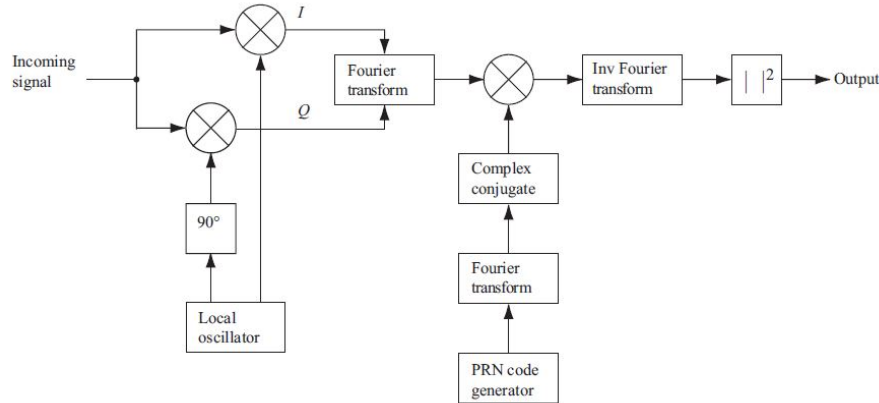 Incoming
signal
I
Q
90°
Local
oscillator
Fourier
transform
Complex
conjugate
Fourier
transform
PRN code
generator
Inv Fourier
transform
| |²
Output